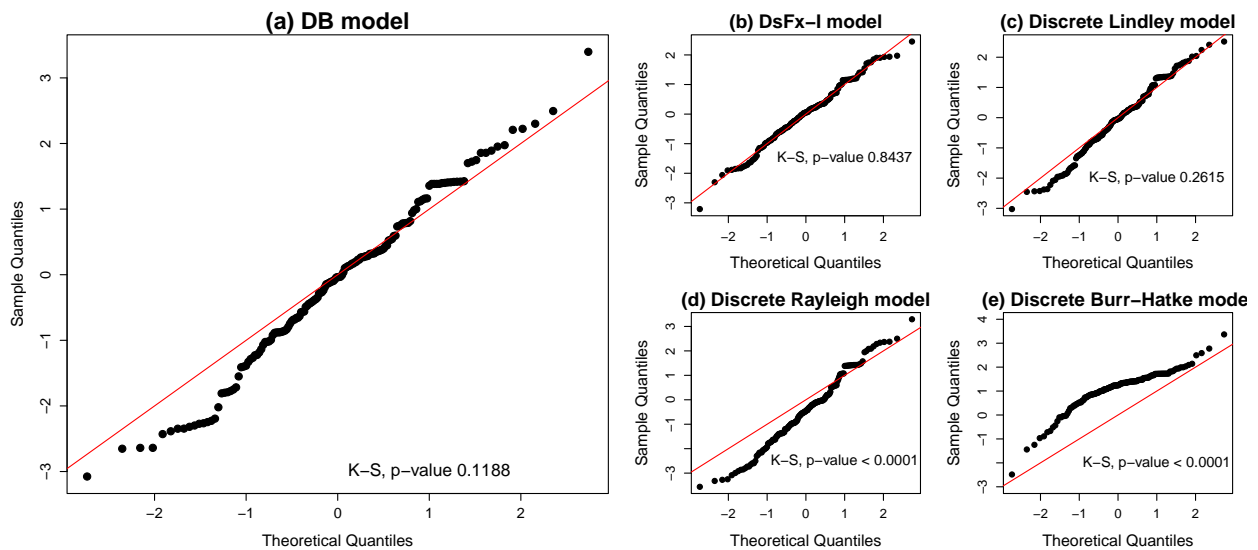 (a) DB model
3
2
1
0
−1
−2
−3
Sample Quantiles
K−S, p−value 0.1188
−2 −1 0 1 2
Theoretical Quantiles
(b) DsFx−I model
2
1
0
−1
−2
−3
Sample Quantiles
K−S, p−value 0.8437
−2 −1 0 1 2
Theoretical Quantiles
(c) Discrete Lindley model
2
1
0
−1
−2
−3
Sample Quantiles
K−S, p−value 0.2615
−2 −1 0 1 2
Theoretical Quantiles
(d) Discrete Rayleigh model
3
2
1
0
−1
−3
Sample Quantiles
K−S, p−value < 0.0001
−2 −1 0 1 2
Theoretical Quantiles
(e) Discrete Burr−Hatke mode
4
3
2
1
0
−1
−3
Sample Quantiles
K−S, p−value < 0.0001
−2 −1 0 1 2
Theoretical Quantiles